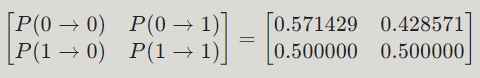 [P(0 → 0) P(0 → 1)] = [0.571429 0.428571]
[P(1 → 0) P(1 → 1)] [0.500000 0.500000]